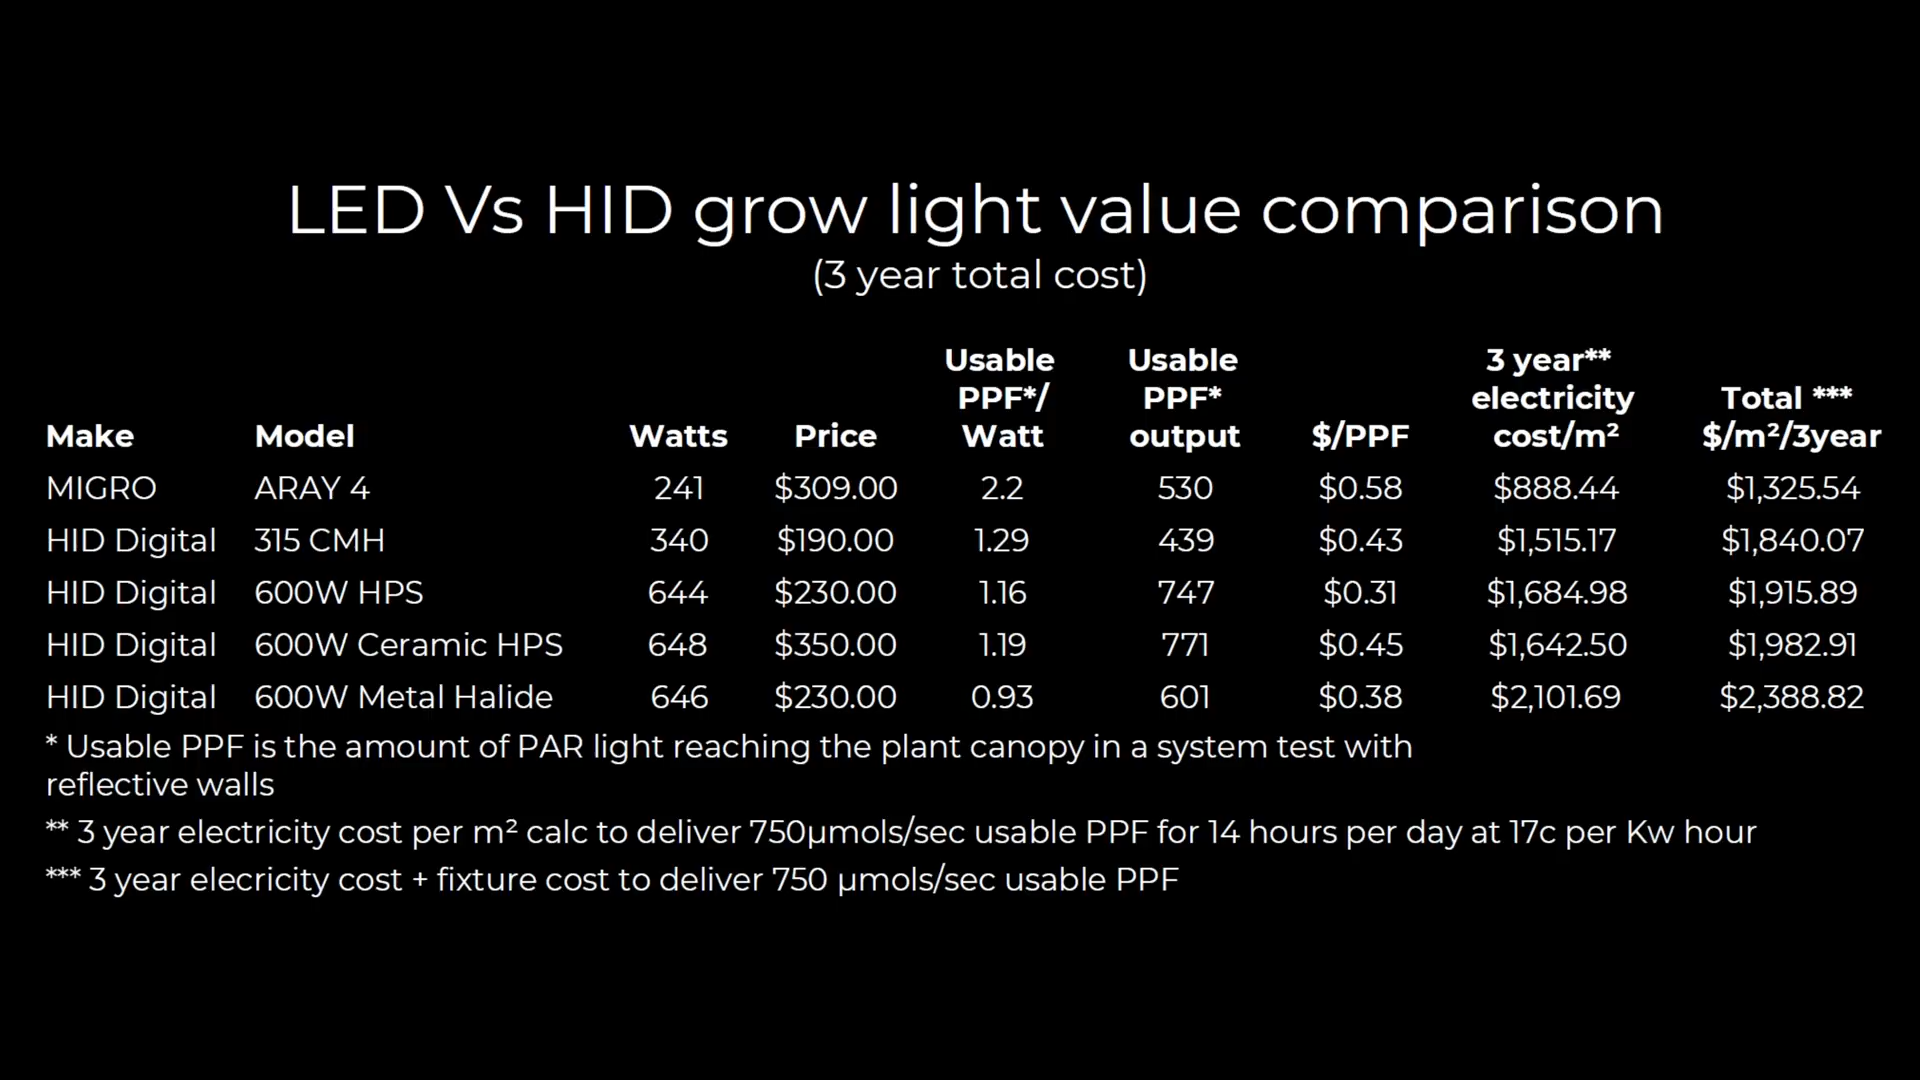 LED Vs HID grow light value comparison
(3 year total cost)
Make Model Watts Price Usable PPF*/ Watt Usable PPF* output $/PPF 3 year** electricity cost/m² Total *** $/m²/3year
MIGRO ARAY 4 241 $309.00 2.2 530 $0.58 $888.44 $1,325.54
HID Digital 315 CMH 340 $190.00 1.29 439 $0.43 $1,515.17 $1,840.07
HID Digital 600W HPS 644 $230.00 1.16 747 $0.31 $1,684.98 $1,915.89
HID Digital 600W Ceramic HPS 648 $350.00 1.19 771 $0.45 $1,642.50 $1,982.91
HID Digital 600W Metal Halide 646 $230.00 0.93 601 $0.38 $2,101.69 $2,388.82
* Usable PPF is the amount of PAR light reaching the plant canopy in a system test with
reflective walls
** 3 year electricity cost per m² calc to deliver 750µmols/sec usable PPF for 14 hours per day at 17c per Kw hour
*** 3 year elecricity cost + fixture cost to deliver 750 µmols/sec usable PPF